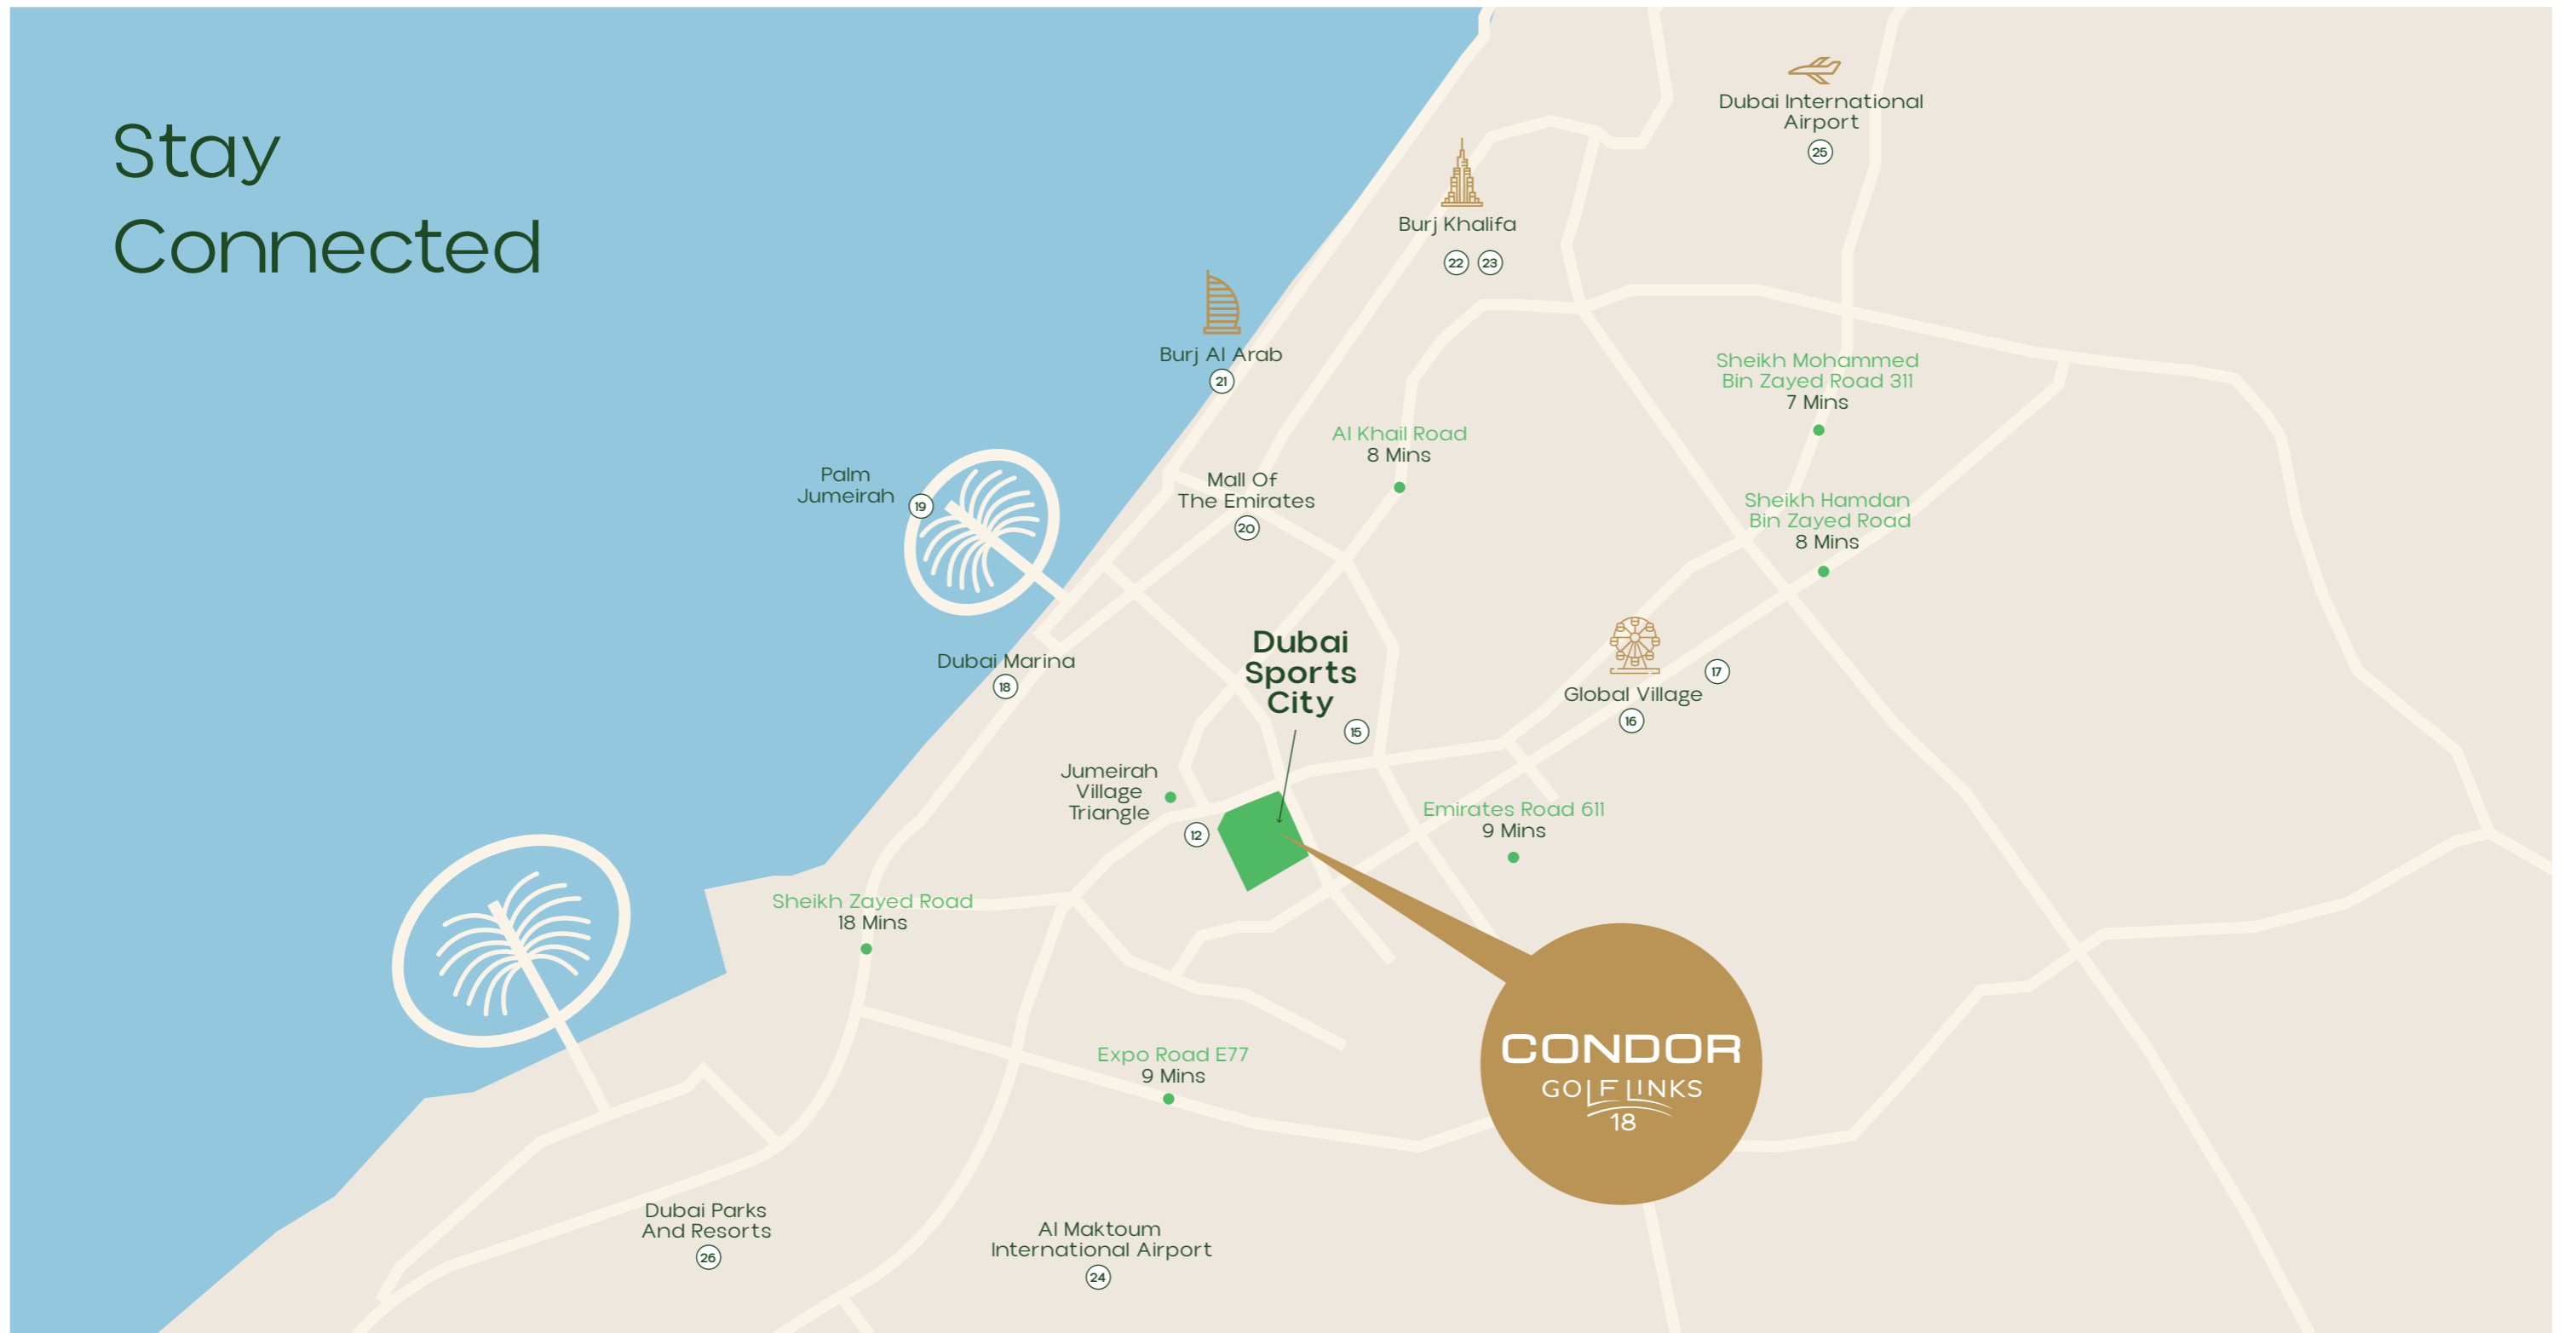 Stay
Connected
Dubai International
Airport
25
Burj Khalifa
22 23
Burj Al Arab
21
Sheikh Mohammed
Bin Zayed Road 311
7 Mins
Al Khail Road
8 Mins
Palm
Jumeirah
19
Mall Of
The Emirates
20
Sheikh Hamdan
Bin Zayed Road
8 Mins
Dubai Marina
18
Dubai
Sports
City
15
Global Village
17
16
Jumeirah
Village
Triangle
12
Emirates Road 611
9 Mins
Sheikh Zayed Road
18 Mins
Expo Road E77
9 Mins
CONDOR
GOLF LINKS
18
Dubai Parks
And Resorts
26
Al Maktoum
International Airport
24